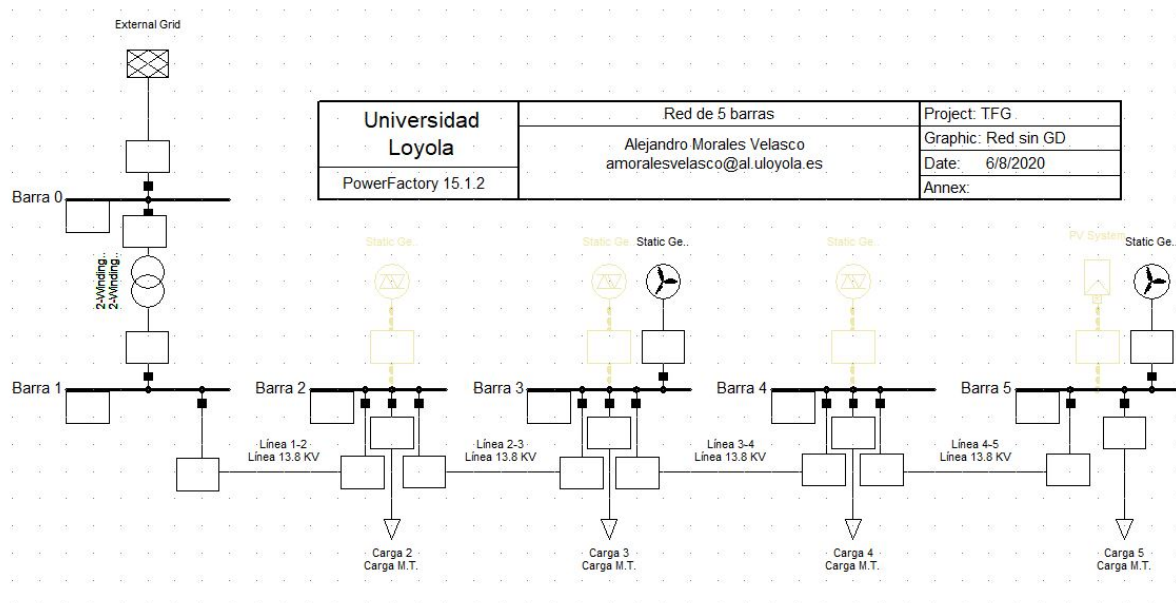 External Grid
Universidad
Loyola
PowerFactory 15.1.2
Red de 5 barras
Alejandro Morales Velasco
amoralesvelasco@al.uloyola.es
Project: TFG
Graphic: Red sin GD
Date: 6/8/2020
Annex:
Barra 0
2-Winding..
2-Winding..
Static Ge..
Static Ge..
Static Ge..
Static Ge..
PV System
Static Ge..
Barra 1
Barra 2
Barra 3
Barra 4
Barra 5
Línea 1-2
Línea 13.8 KV
Línea 2-3
Línea 13.8 KV
Línea 3-4
Línea 13.8 KV
Línea 4-5
Línea 13.8 KV
Carga 2
Carga M.T.
Carga 3
Carga M.T.
Carga 4
Carga M.T.
Carga 5
Carga M.T.